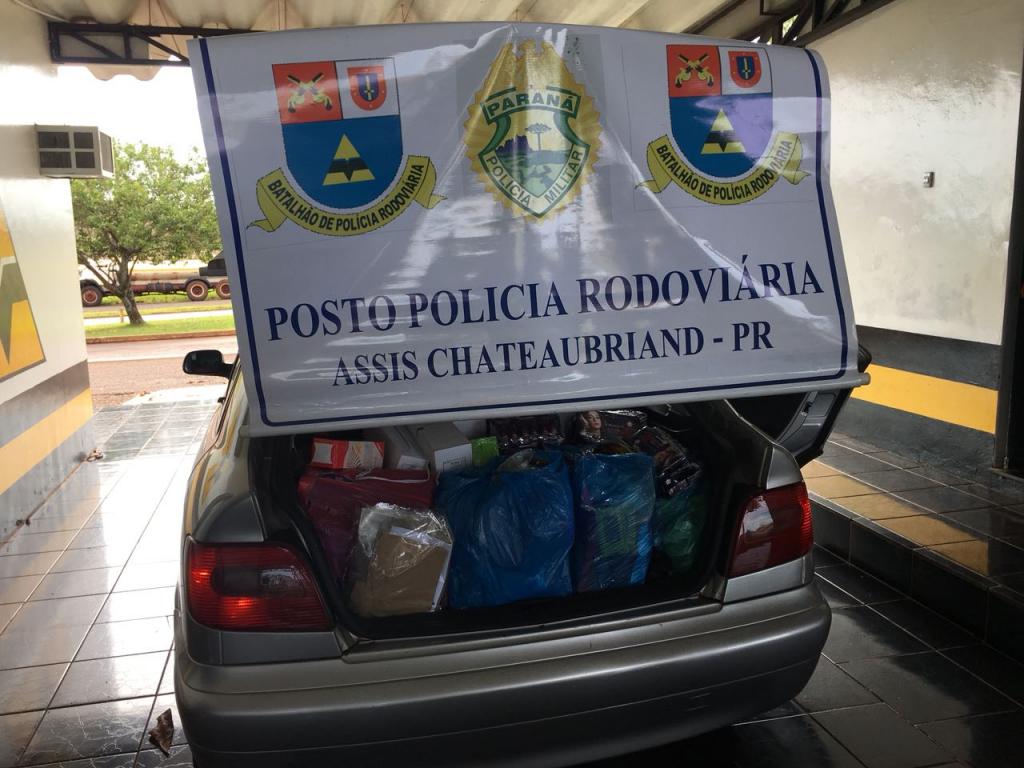 BATALHÃO DE POLÍCIA RODOVIÁRIA
PARANÁ
POLÍCIA MILITAR
BATALHÃO DE POLÍCIA RODOVIÁRIA
POSTO POLICIA RODOVIÁRIA
ASSIS CHATEAUBRIAND - PR